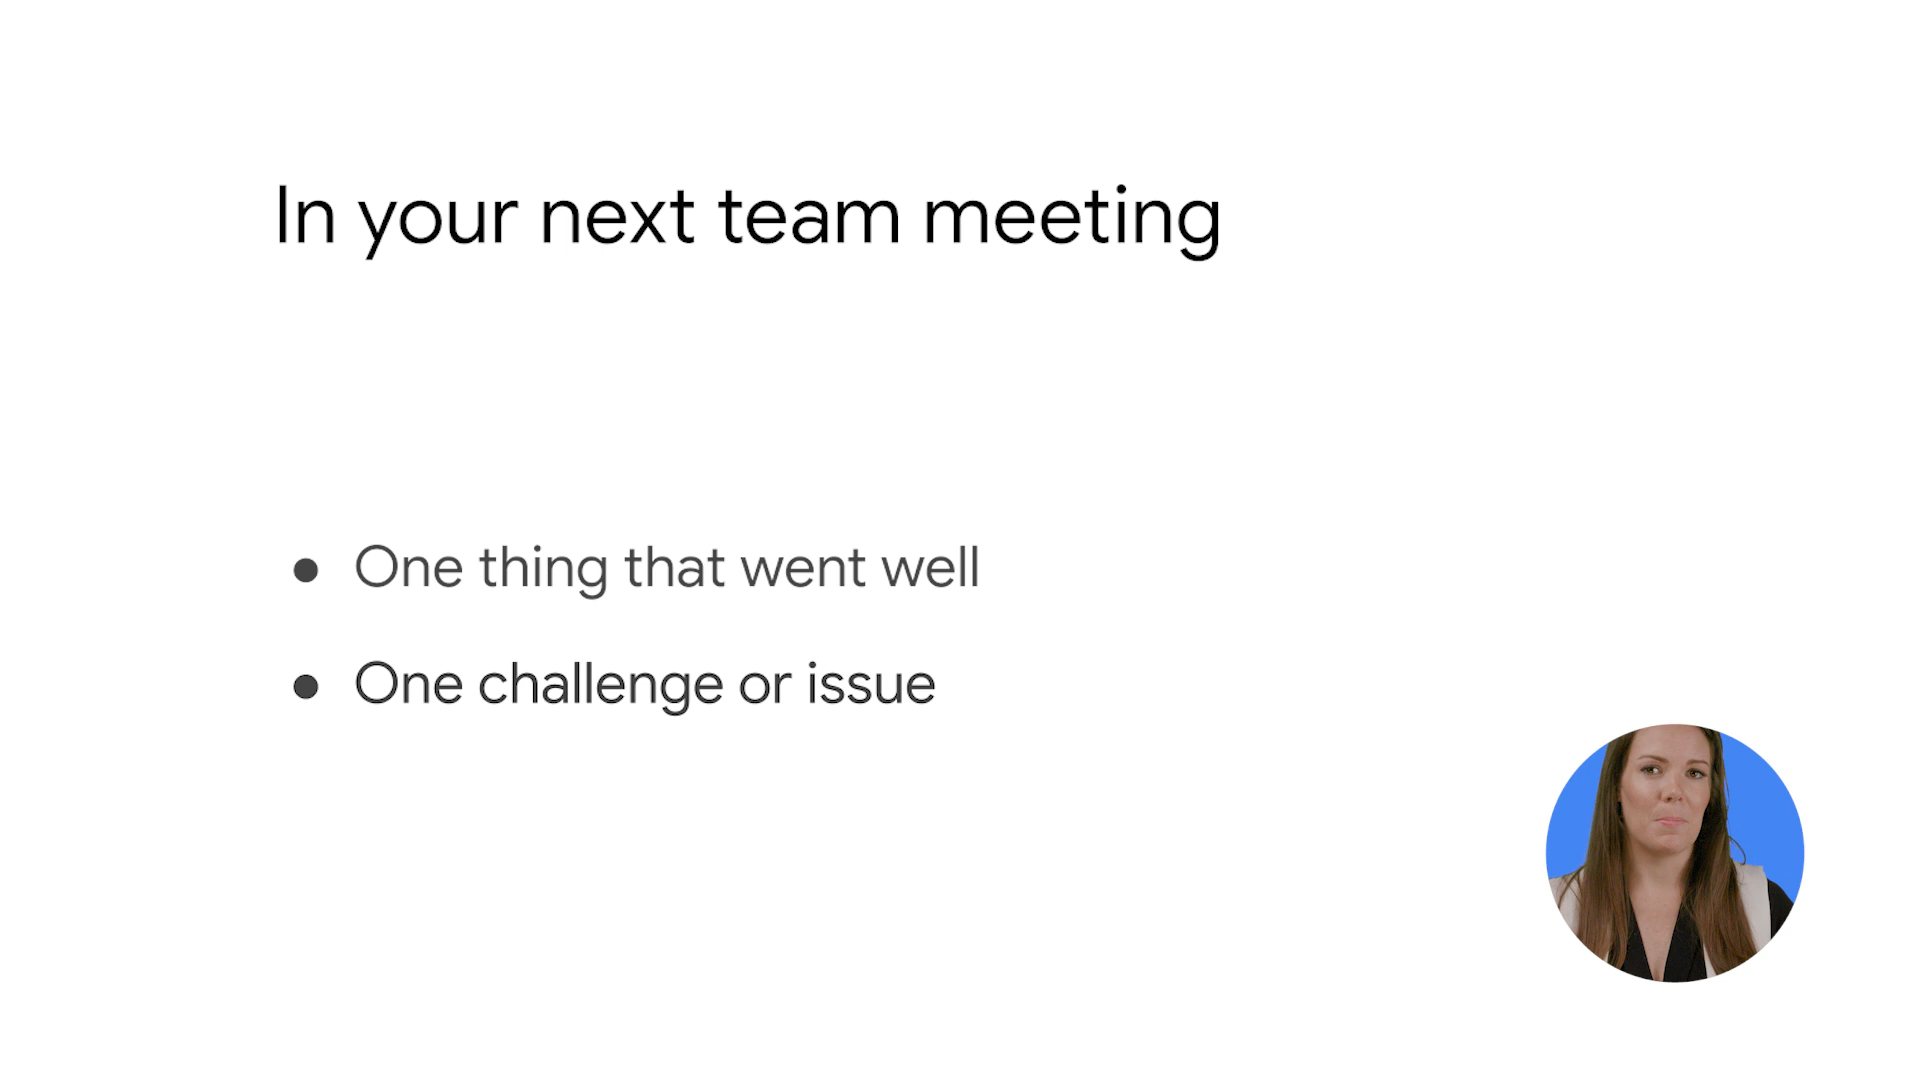 In your next team meeting
● One thing that went well
● One challenge or issue